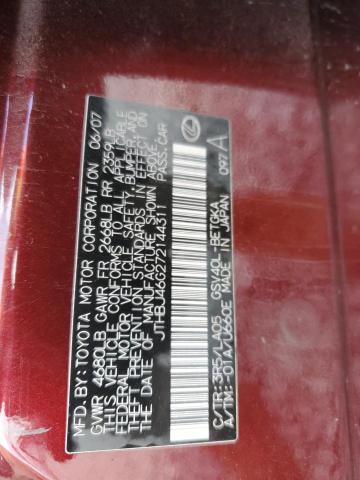 MFD.BY:TOYOTA MOTOR CORPORATION 06/07
GVWR 4680LB GAWR FR 2668LB RR 2359LB
THIS VEHICLE CONFORMS TO ALL APPLICABLE
FEDERAL MOTOR VEHICLE SAFETY, BUMPER, AND
THEFT PREVENTION STANDARDS IN EFFECT ON
THE DATE OF MANUFACTURE SHOWN ABOVE.
JTHBJ46G272144311 PASS.CAR
C/TR:3R5/LA05 GSV40L-BETGKA
A/TM:-01A/U660E MADE IN JAPAN
097 A